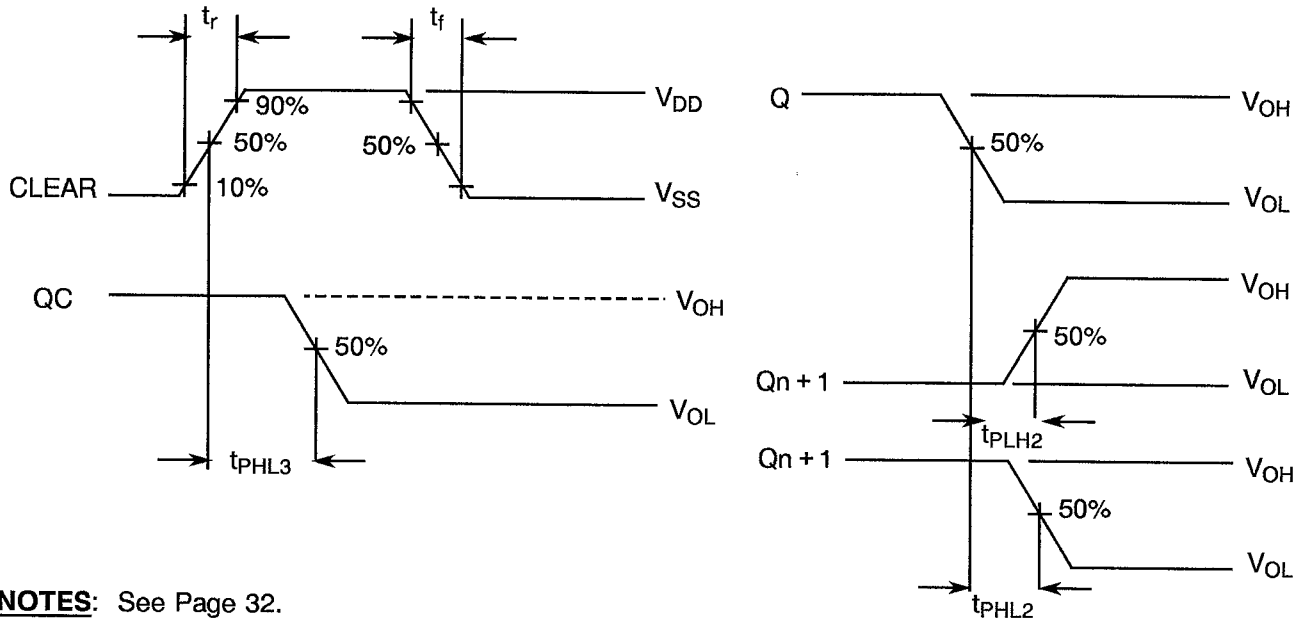 tr tf
90% VDD
50% 50%
CLEAR 10% VSS
QC VOH
50%
VOL
tPHL3
Q VOH
50%
VOL
VOH
50%
Qn + 1 VOL
tPLH2
Qn + 1 VOH
50%
VOL
tPHL2
NOTES: See Page 32.